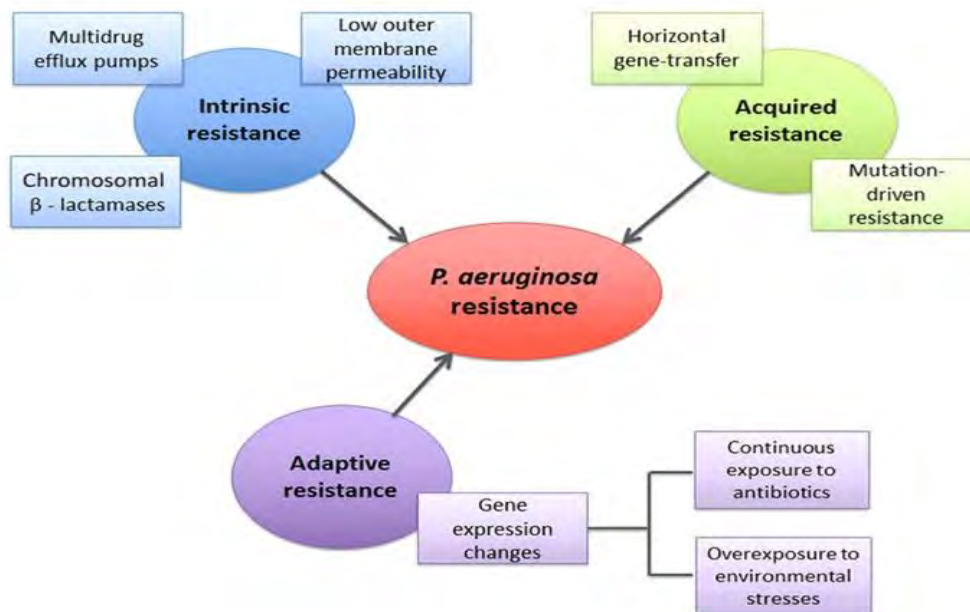 Multidrug
efflux pumps
Low outer
membrane
permeability
Intrinsic
resistance
Chromosomal
β - lactamases
Horizontal
gene-transfer
Acquired
resistance
Mutation-
driven
resistance
P. aeruginosa
resistance
Adaptive
resistance
Gene
expression
changes
Continuous
exposure to
antibiotics
Overexposure to
environmental
stresses